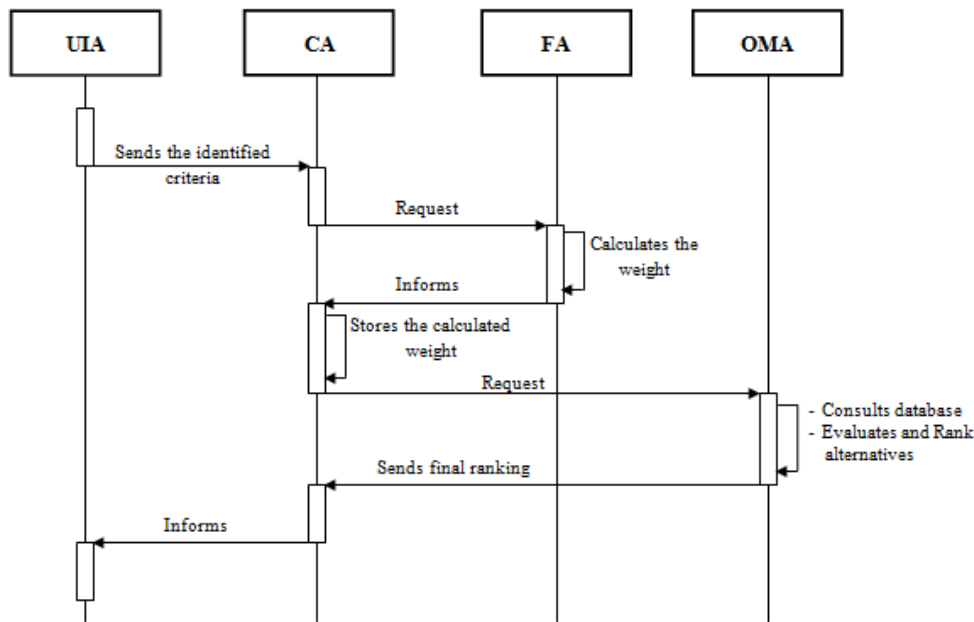 UIA
CA
FA
OMA
Sends the identified
criteria
Request
Calculates the
weight
Informs
Stores the calculated
weight
Request
- Consults database
- Evaluates and Rank
alternatives
Sends final ranking
Informs